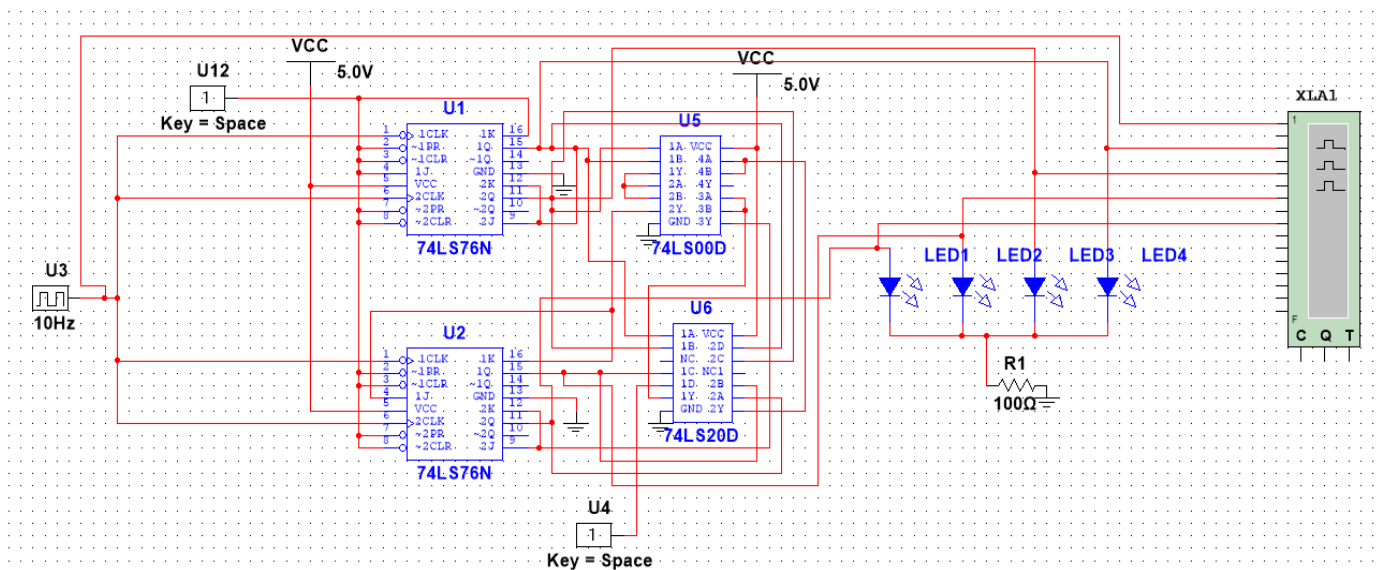 VCC
5.0V
U12
1
Key = Space
U1
1 1CLK 1K 16
2 ~1PR 1Q 15
3 ~1CLR ~1Q 14
4 1J GND 13
5 VCC 2K 12
6 2CLK 2Q 11
7 ~2PR ~2Q 10
8 ~2CLR 2J 9
74LS76N
VCC
5.0V
U5
1A VCC
1B 4A
1Y 4B
2A 4Y
2B 3A
2Y 3B
GND 3Y
74LS00D
XLA1
1
F
C Q T
LED1
LED2
LED3
LED4
U3
10Hz
U2
1 1CLK 1K 16
2 ~1PR 1Q 15
3 ~1CLR ~1Q 14
4 1J GND 13
5 VCC 2K 12
6 2CLK 2Q 11
7 ~2PR ~2Q 10
8 ~2CLR 2J 9
74LS76N
U6
1A VCC
1B 2D
NC 2C
1C NC1
1D 2B
1Y 2A
GND 2Y
74LS20D
R1
100Ω
U4
1
Key = Space